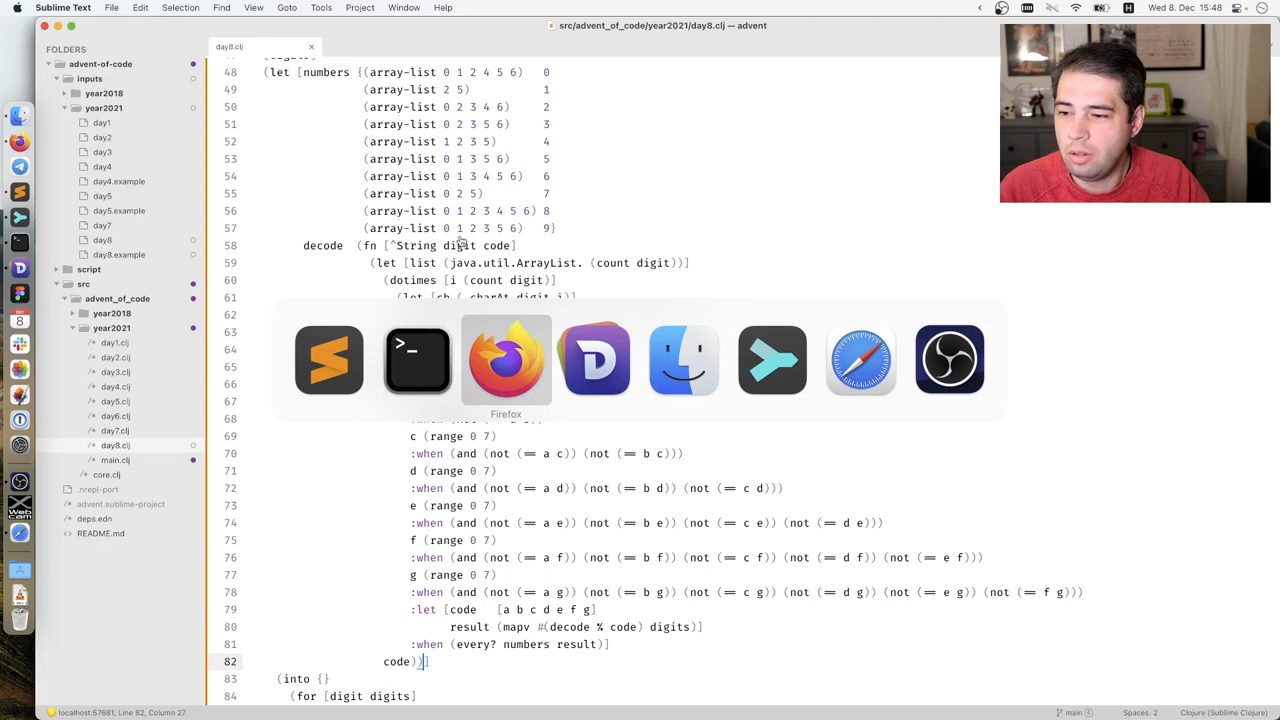 Sublime Text File Edit Selection Find View Goto Tools Project Window Help
Wed 8. Dec 15:48
src/advent_of_code/year2021/day8.clj — advent
FOLDERS
advent-of-code
inputs
year2018
year2021
day1
day2
day3
day4
day4.example
day5
day5.example
day7
day8
day8.example
script
src
advent_of_code
year2018
year2021
/* day1.clj
/* day2.clj
/* day3.clj
/* day4.clj
/* day5.clj
/* day6.clj
/* day7.clj
/* day8.clj
/* main.clj
/* core.clj
.nrepl-port
advent.sublime-project
deps.edn
README.md
day8.clj
48 (let [numbers {(array-list 0 1 2 4 5 6) 0
49 (array-list 2 5) 1
50 (array-list 0 2 3 4 6) 2
51 (array-list 0 2 3 5 6) 3
52 (array-list 1 2 3 5) 4
53 (array-list 0 1 3 5 6) 5
54 (array-list 0 1 3 4 5 6) 6
55 (array-list 0 2 5) 7
56 (array-list 0 1 2 3 4 5 6) 8
57 (array-list 0 1 2 3 5 6) 9}
58 decode (fn [^String digit code]
59 (let [list (java.util.ArrayList. (count digit))]
60 (dotimes [i (count digit)]
61 (let [ch (.charAt digit i)]
62
63
64
65
66
67
68
69 c (range 0 7)
70 :when (and (not (== a c)) (not (== b c)))
71 d (range 0 7)
72 :when (and (not (== a d)) (not (== b d)) (not (== c d)))
73 e (range 0 7)
74 :when (and (not (== a e)) (not (== b e)) (not (== c e)) (not (== d e)))
75 f (range 0 7)
76 :when (and (not (== a f)) (not (== b f)) (not (== c f)) (not (== d f)) (not (== e f)))
77 g (range 0 7)
78 :when (and (not (== a g)) (not (== b g)) (not (== c g)) (not (== d g)) (not (== e g)) (not (== f g)))
79 :let [code [a b c d e f g]
80 result (mapv #(decode % code) digits)]
81 :when (every? numbers result)]
82 code))]
83 (into {}
84 (for [digit digits]
Firefox
DEC
8
localhost:57681, Line 82, Column 27
main 4
Spaces: 2
Clojure (Sublime Clojure)